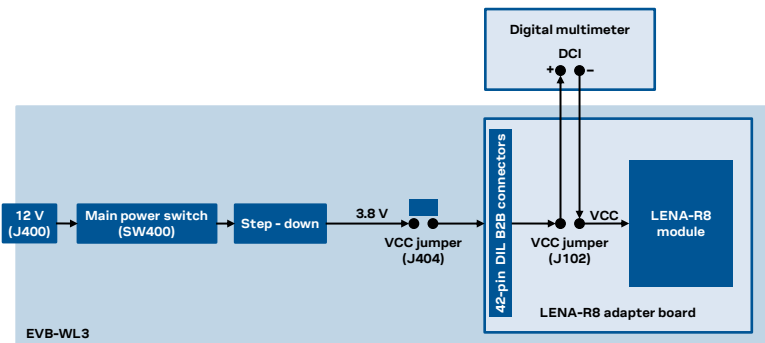 Digital multimeter
DCI
+ –
12 V
(J400)
Main power switch
(SW400)
Step - down
3.8 V
VCC jumper
(J404)
42-pin DIL B2B connectors
VCC jumper
(J102)
VCC
LENA-R8
module
LENA-R8 adapter board
EVB-WL3